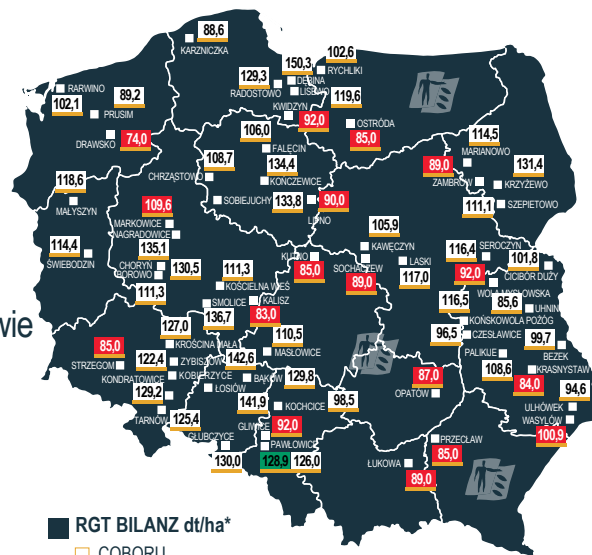 88,6
KARZNICZKA
150,3
102,6
RYCHLIKI
129,3
DĘBINA
RADOSTOWO
LISEWO
RARWINO
89,2
102,1
PRUSIM
119,6
KWIDZYN
92,0
OSTRÓDA
85,0
DRAWSKO
74,0
106,0
FALĘCIN
114,5
MARIANOWO
108,7
CHRZĄSTOWO
134,4
KOŃCZEWICE
89,0
ZAMBRÓW
131,4
KRZYŻEWO
118,6
MAŁYSZYN
109,6
SOBIEJUCHY
133,8
90,0
LIPNO
111,1
SZEPIETOWO
MARKOWICE
NAGRADOWICE
105,9
KAWĘCZYN
114,4
ŚWIEBODZIN
135,1
CHORYŃ
BOROWO
130,5
KUTNO
85,0
SOCHACZEW
89,0
LASKI
117,0
116,4
SEROCZYN
92,0
101,8
CICIBÓR DUŻY
111,3
111,3
KOŚCIELNA WIEŚ
WOLA MYSŁOWSKA
SMOLICE
KALISZ
136,7
83,0
116,5
85,6
UHNIN
KOŃSKOWOLA POŻÓG
wie
127,0
110,5
96,5
CZESŁAWICE
99,7
BEZEK
85,0
STRZEGOM
KROŚCINA MAŁA
MASŁOWICE
PALIKIJE
122,4
ZYBISZÓW
142,6
108,6
KRASNYSTAW
84,0
KONDRATOWICE
KOBIERZYCE
BĄKÓW
129,8
87,0
OPATÓW
94,6
129,2
ŁOSIÓW
141,9
KOCHCICE
98,5
ULHÓWEK
WASYLÓW
100,9
TARNÓW
125,4
GLIWICE
92,0
GŁUBCZYCE
130,0
PAWŁOWICE
128,9
126,0
PRZECŁAW
85,0
ŁUKOWA
89,0
RGT BILANZ dt/ha*
COBORU